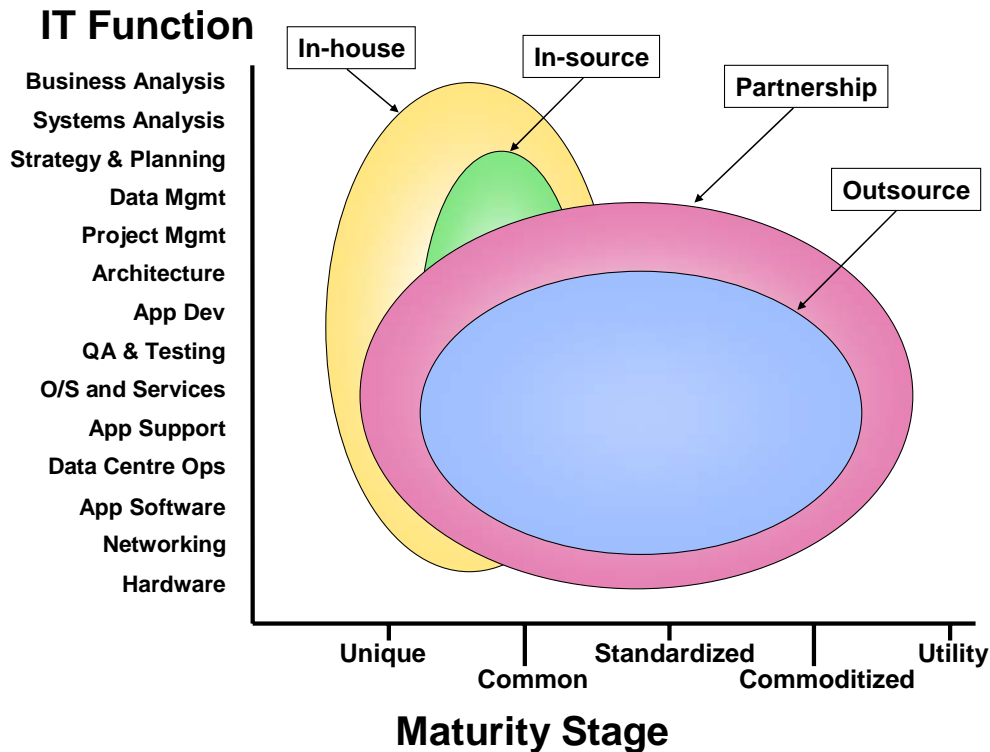 IT Function
In-house
In-source
Partnership
Outsource
Business Analysis
Systems Analysis
Strategy & Planning
Data Mgmt
Project Mgmt
Architecture
App Dev
QA & Testing
O/S and Services
App Support
Data Centre Ops
App Software
Networking
Hardware
Unique
Common
Standardized
Commoditized
Utility
Maturity Stage